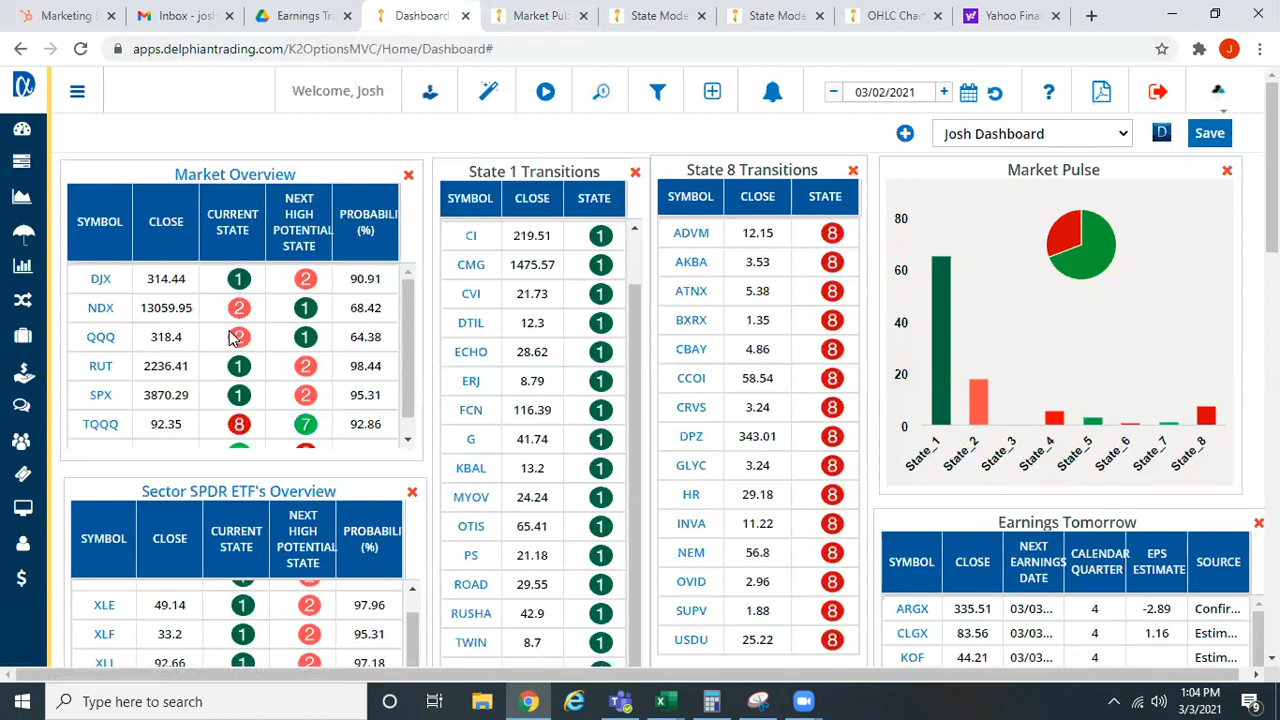 Marketing
Inbox - josh
Earnings Tr
Dashboard
Market Puls
State Mode
State Mode
OHLC Char
Yahoo Finan
apps.delphiantrading.com/K2OptionsMVC/Home/Dashboard#
J
Welcome, Josh
03/02/2021
Josh Dashboard
D
Save
Market Overview
SYMBOL CLOSE CURRENT STATE NEXT HIGH POTENTIAL STATE PROBABILI (%)
DJX 314.44 1 2 90.91
NDX 13059.95 2 1 68.42
QQQ 318.4 2 1 64.38
RUT 2236.41 1 2 98.44
SPX 3870.29 1 2 95.31
TQQQ 92.35 8 7 92.86
Sector SPDR ETF's Overview
SYMBOL CLOSE CURRENT STATE NEXT HIGH POTENTIAL STATE PROBABILI (%)
XLE 49.14 1 2 97.96
XLF 33.2 1 2 95.31
92.66 1 2 97.18
State 1 Transitions
SYMBOL CLOSE STATE
CI 219.51 1
CMG 1475.57 1
CVI 21.73 1
DTIL 12.3 1
ECHO 28.62 1
ERJ 8.79 1
FCN 116.39 1
G 41.74 1
KBAL 13.2 1
MYOV 24.24 1
OTIS 65.41 1
PS 21.18 1
ROAD 29.55 1
RUSHA 42.9 1
TWIN 8.7 1
State 8 Transitions
SYMBOL CLOSE STATE
ADVM 12.15 8
AKBA 3.53 8
ATNX 5.38 8
BXRX 1.35 8
CBAY 4.86 8
CCOI 58.54 8
CRVS 3.24 8
DPZ 343.01 8
GLYC 3.24 8
HR 29.18 8
INVA 11.22 8
NEM 56.8 8
OVID 2.96 8
SUPV 1.88 8
USDU 25.22 8
Market Pulse
80
60
40
20
0
State_1 State_2 State_3 State_4 State_5 State_6 State_7 State_8
Earnings Tomorrow
SYMBOL CLOSE NEXT EARNINGS DATE CALENDAR QUARTER EPS ESTIMATE SOURCE
ARGX 335.51 03/03... 4 -2.89 Confir...
CLGX 83.56 03/03... 4 1.16 Estim...
KOF 44.21 03/03... 4 Estim...
Type here to search
1:04 PM
3/3/2021
9